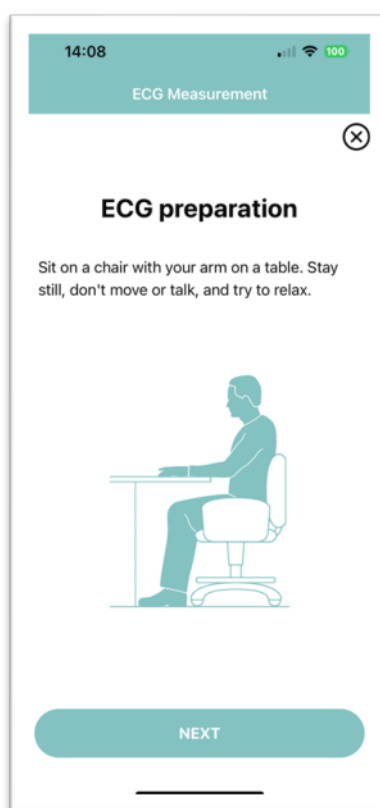 14:08
100
ECG Measurement
ECG preparation
Sit on a chair with your arm on a table. Stay
still, don't move or talk, and try to relax.
NEXT